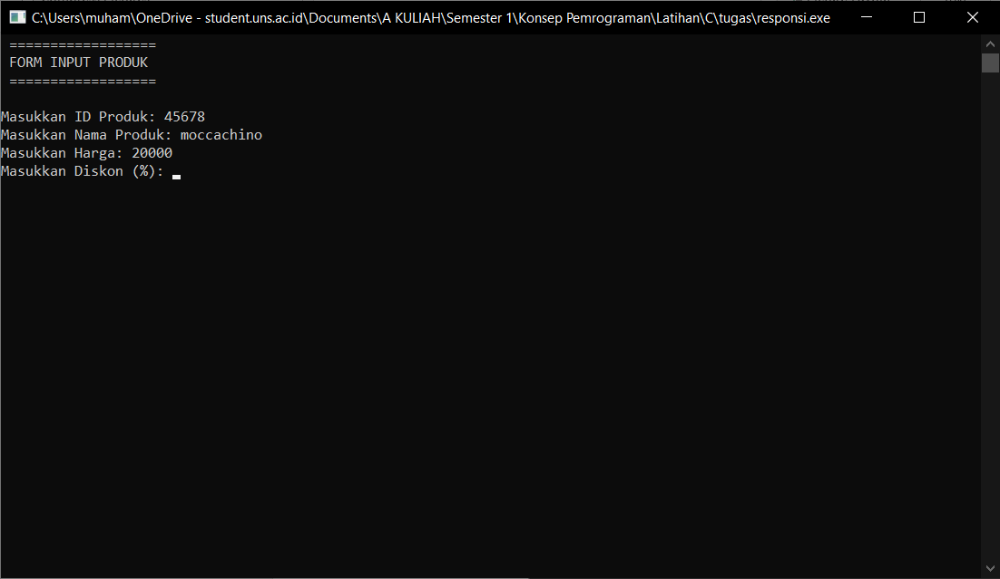 C:\Users\muham\OneDrive - student.uns.ac.id\Documents\A KULIAH\Semester 1\Konsep Pemrograman\Latihan\C\tugas\responsi.exe
==================
FORM INPUT PRODUK
==================
Masukkan ID Produk: 45678
Masukkan Nama Produk: moccachino
Masukkan Harga: 20000
Masukkan Diskon (%):